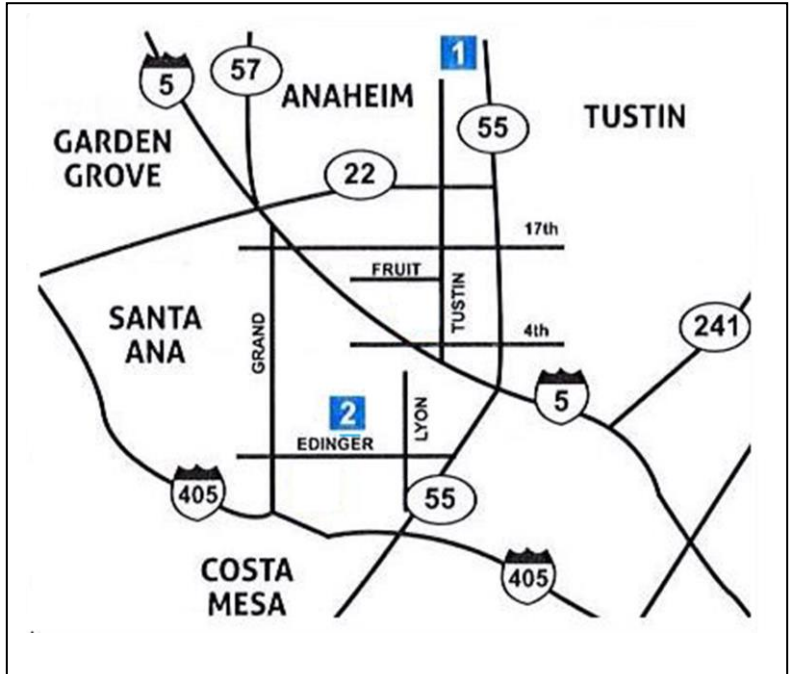 1
5
57
ANAHEIM
55
TUSTIN
GARDEN
GROVE
22
17th
FRUIT
TUSTIN
SANTA
ANA
GRAND
4th
241
5
2
LYON
EDINGER
405
55
COSTA
MESA
405